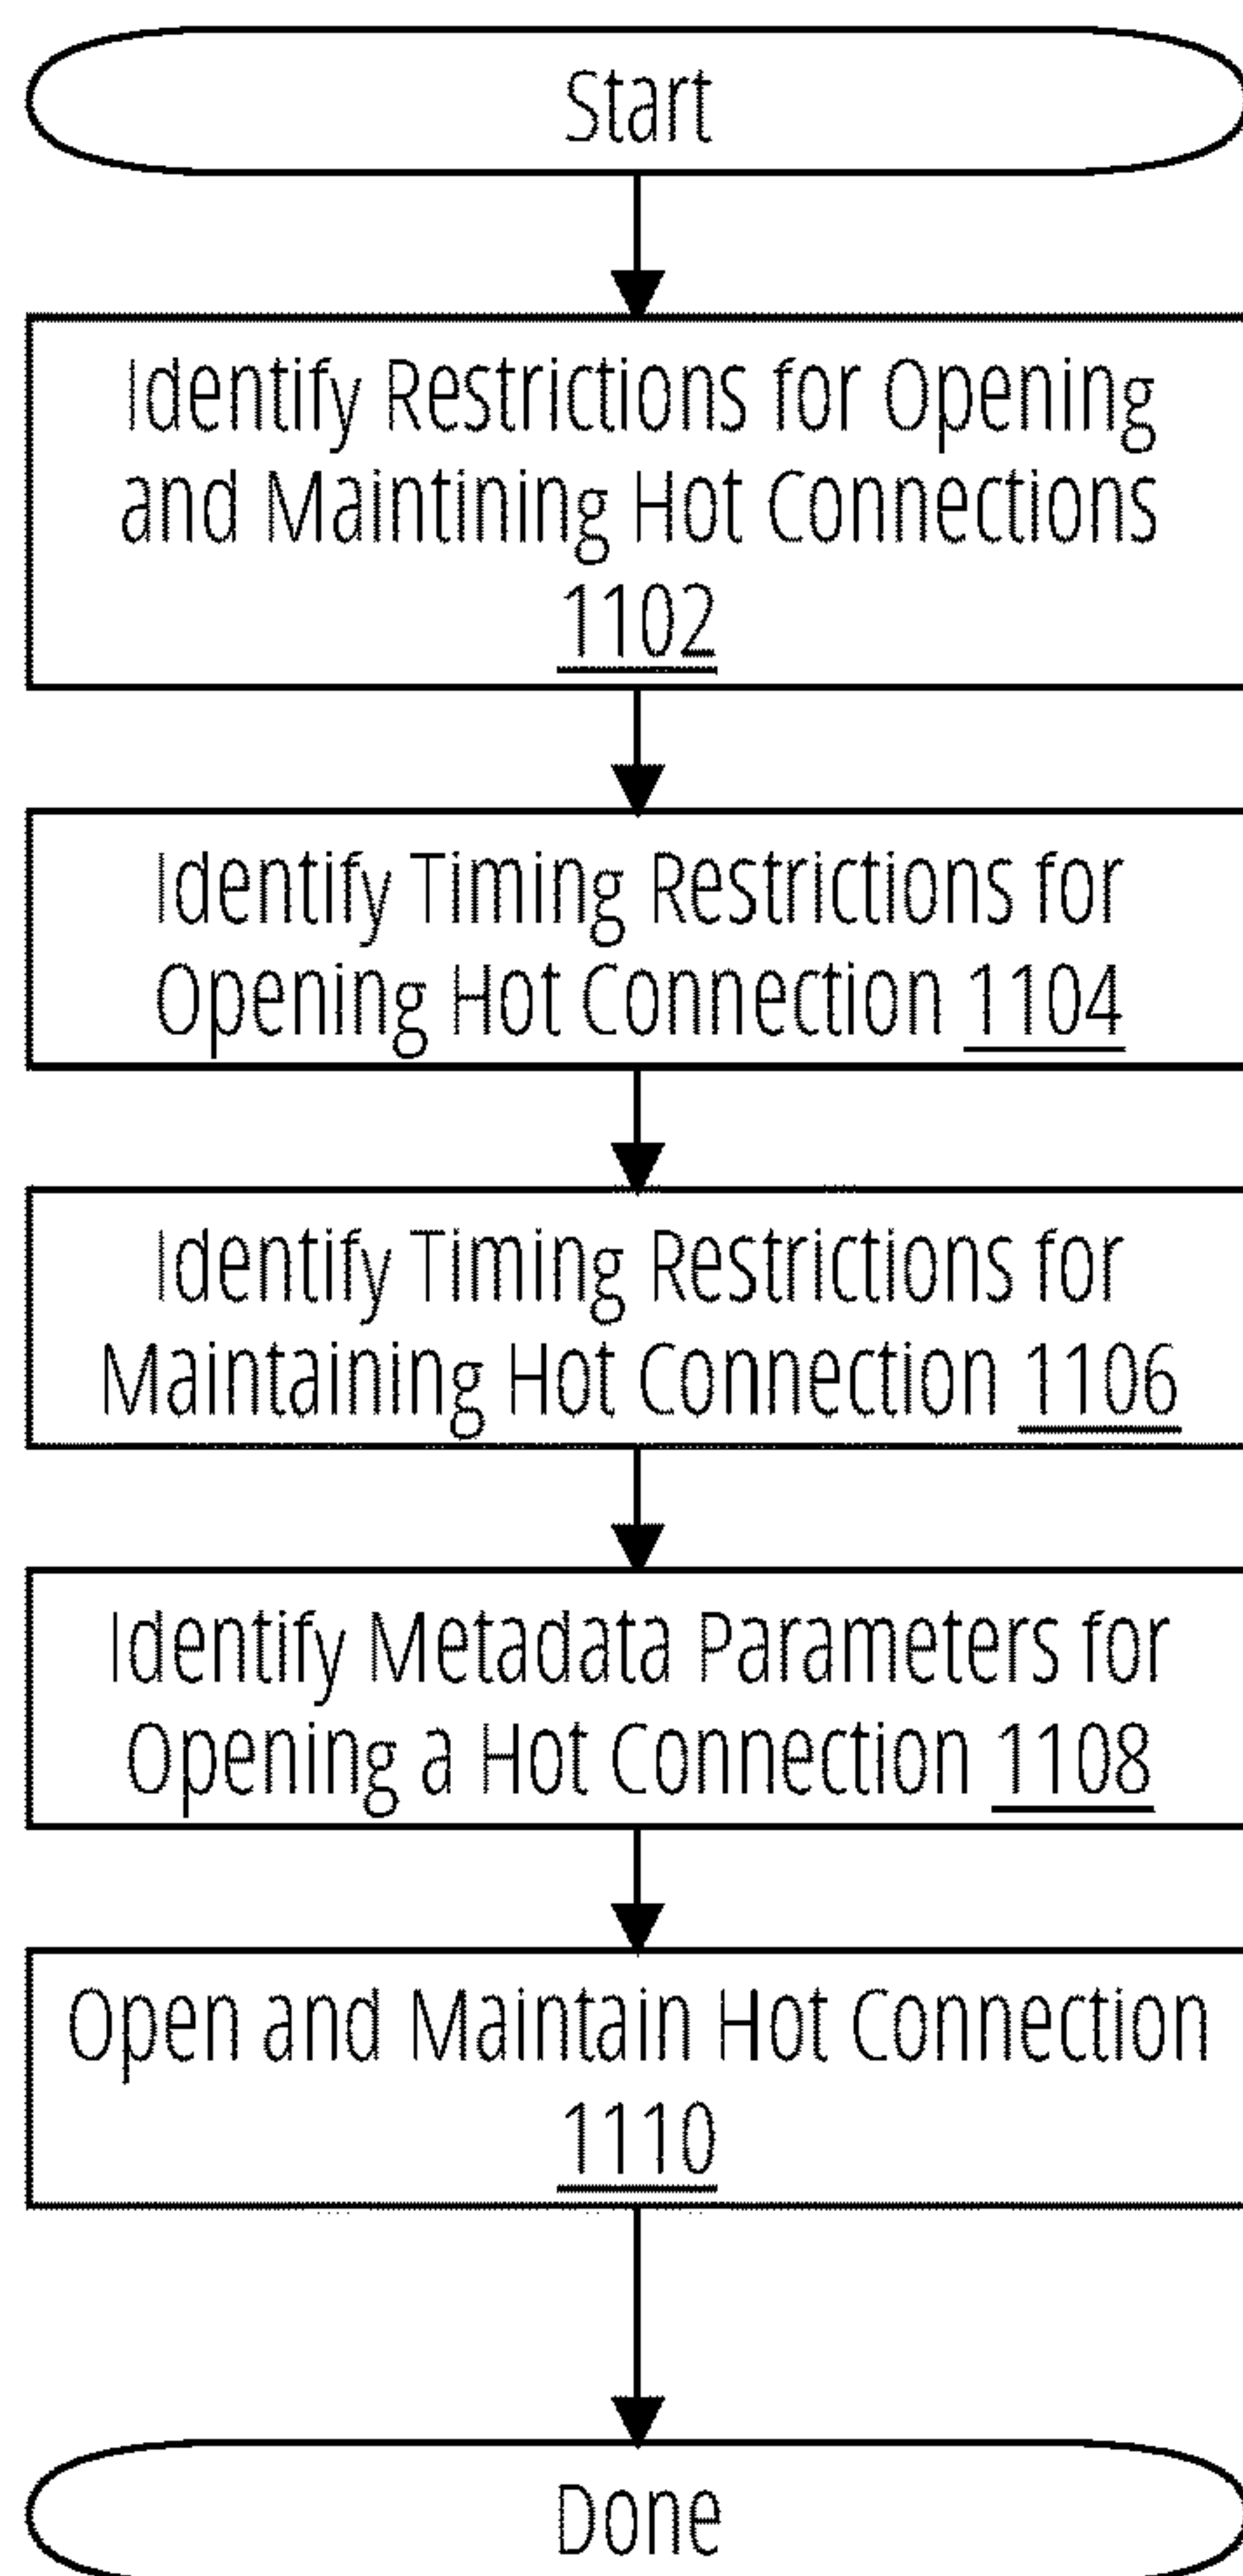 Start
Identify Restrictions for Opening
and Maintining Hot Connections
1102
Identify Timing Restrictions for
Opening Hot Connection 1104
Identify Timing Restrictions for
Maintaining Hot Connection 1106
Identify Metadata Parameters for
Opening a Hot Connection 1108
Open and Maintain Hot Connection
1110
Done